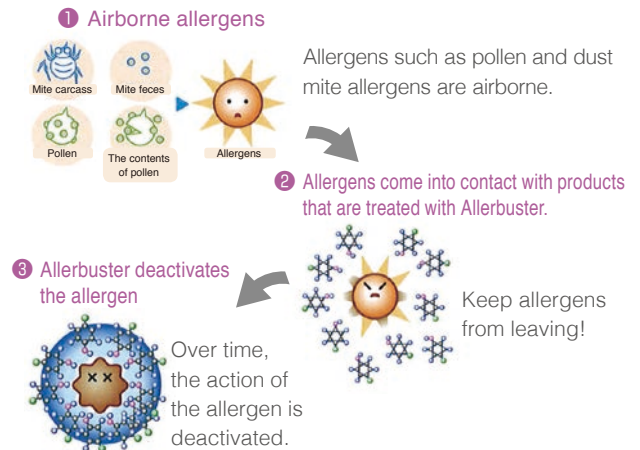 ❶ Airborne allergens
Mite carcass
Mite feces
Pollen
The contents
of pollen
Allergens
Allergens such as pollen and dust
mite allergens are airborne.
❷ Allergens come into contact with products
that are treated with Allerbuster.
Keep allergens
from leaving!
❸ Allerbuster deactivates
the allergen
Over time,
the action of
the allergen is
deactivated.